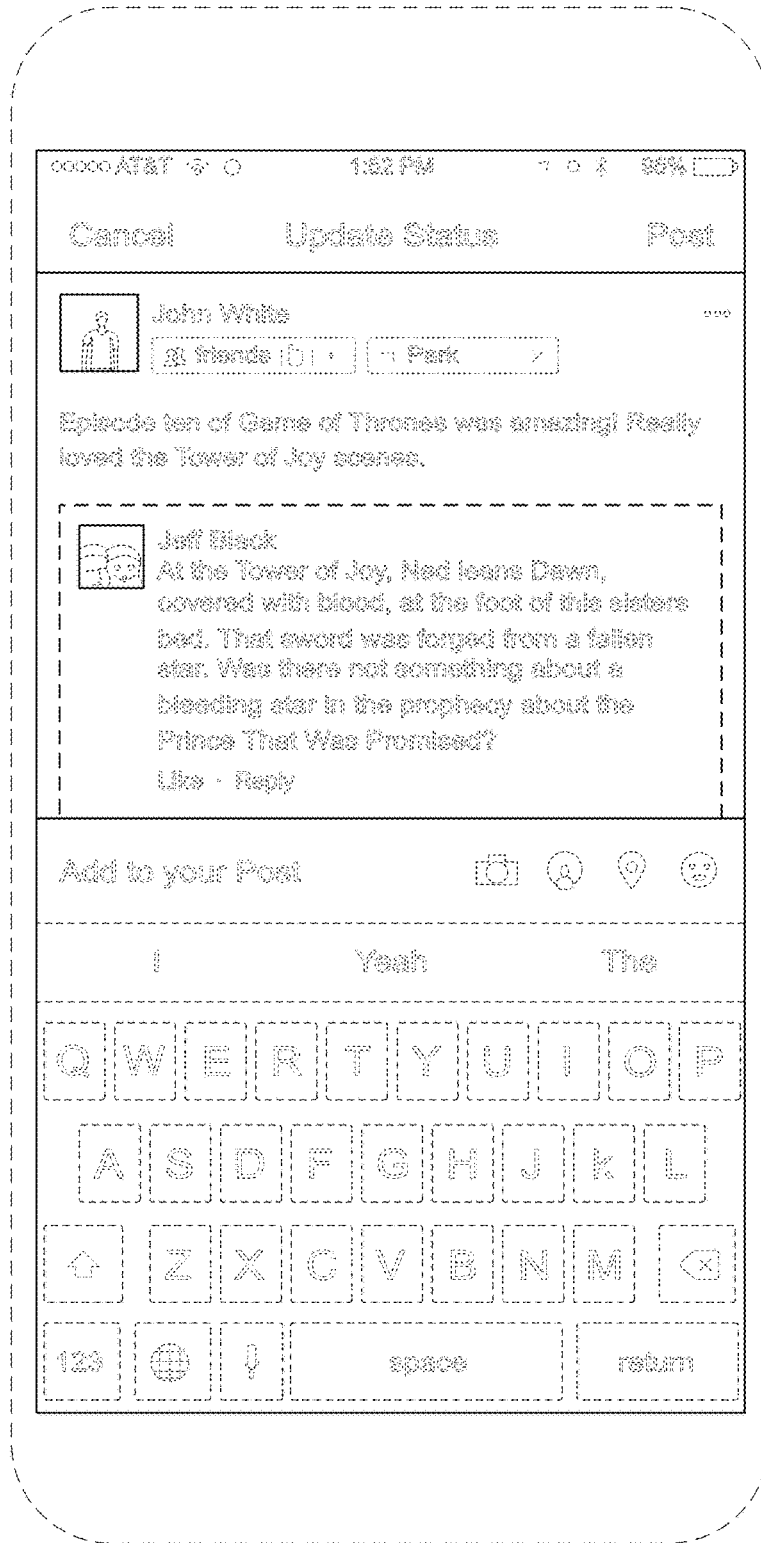 AT&T 1:52 PM 95%
Cancel Update Status Post
John White
friends Park
Episode ten of Game of Thrones was amazing! Really
loved the Tower of Joy scenes.
Jeff Black
At the Tower of Joy, Ned leans Dawn,
covered with blood, at the foot of this sisters
bed. That sword was forged from a fallen
star. Was there not something about a
bleeding star in the prophecy about the
Prince That Was Promised?
Like · Reply
Add to your Post
I Yeah The
Q W E R T Y U I O P
A S D F G H J k L
Z X C V B N M
123 space return